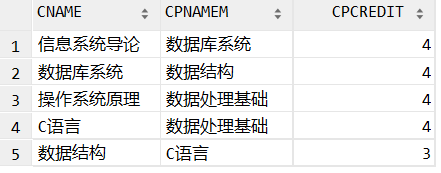 CNAME CPNAMEM CPCREDIT
1 信息系统导论 数据库系统 4
2 数据库系统 数据结构 4
3 操作系统原理 数据处理基础 4
4 C语言 数据处理基础 4
5 数据结构 C语言 3